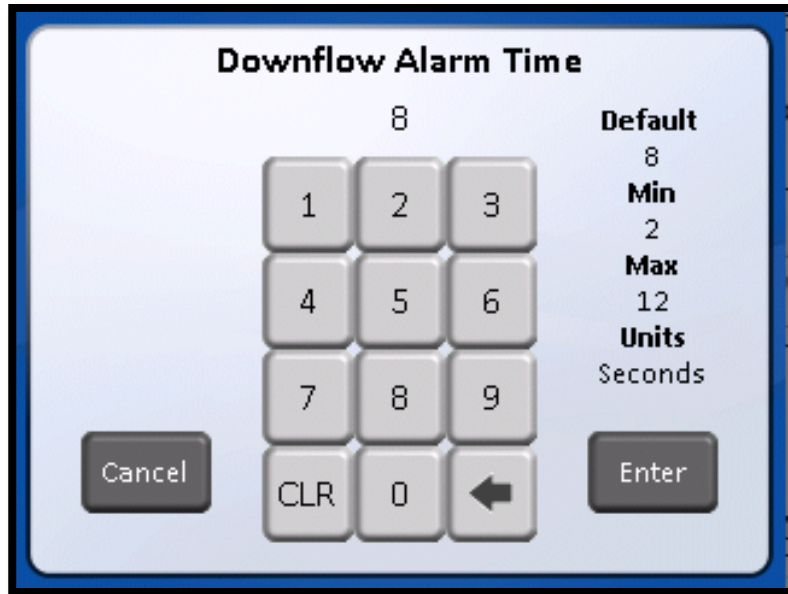 Downflow Alarm Time
8
1 2 3
4 5 6
7 8 9
CLR 0
Default
8
Min
2
Max
12
Units
Seconds
Cancel
Enter